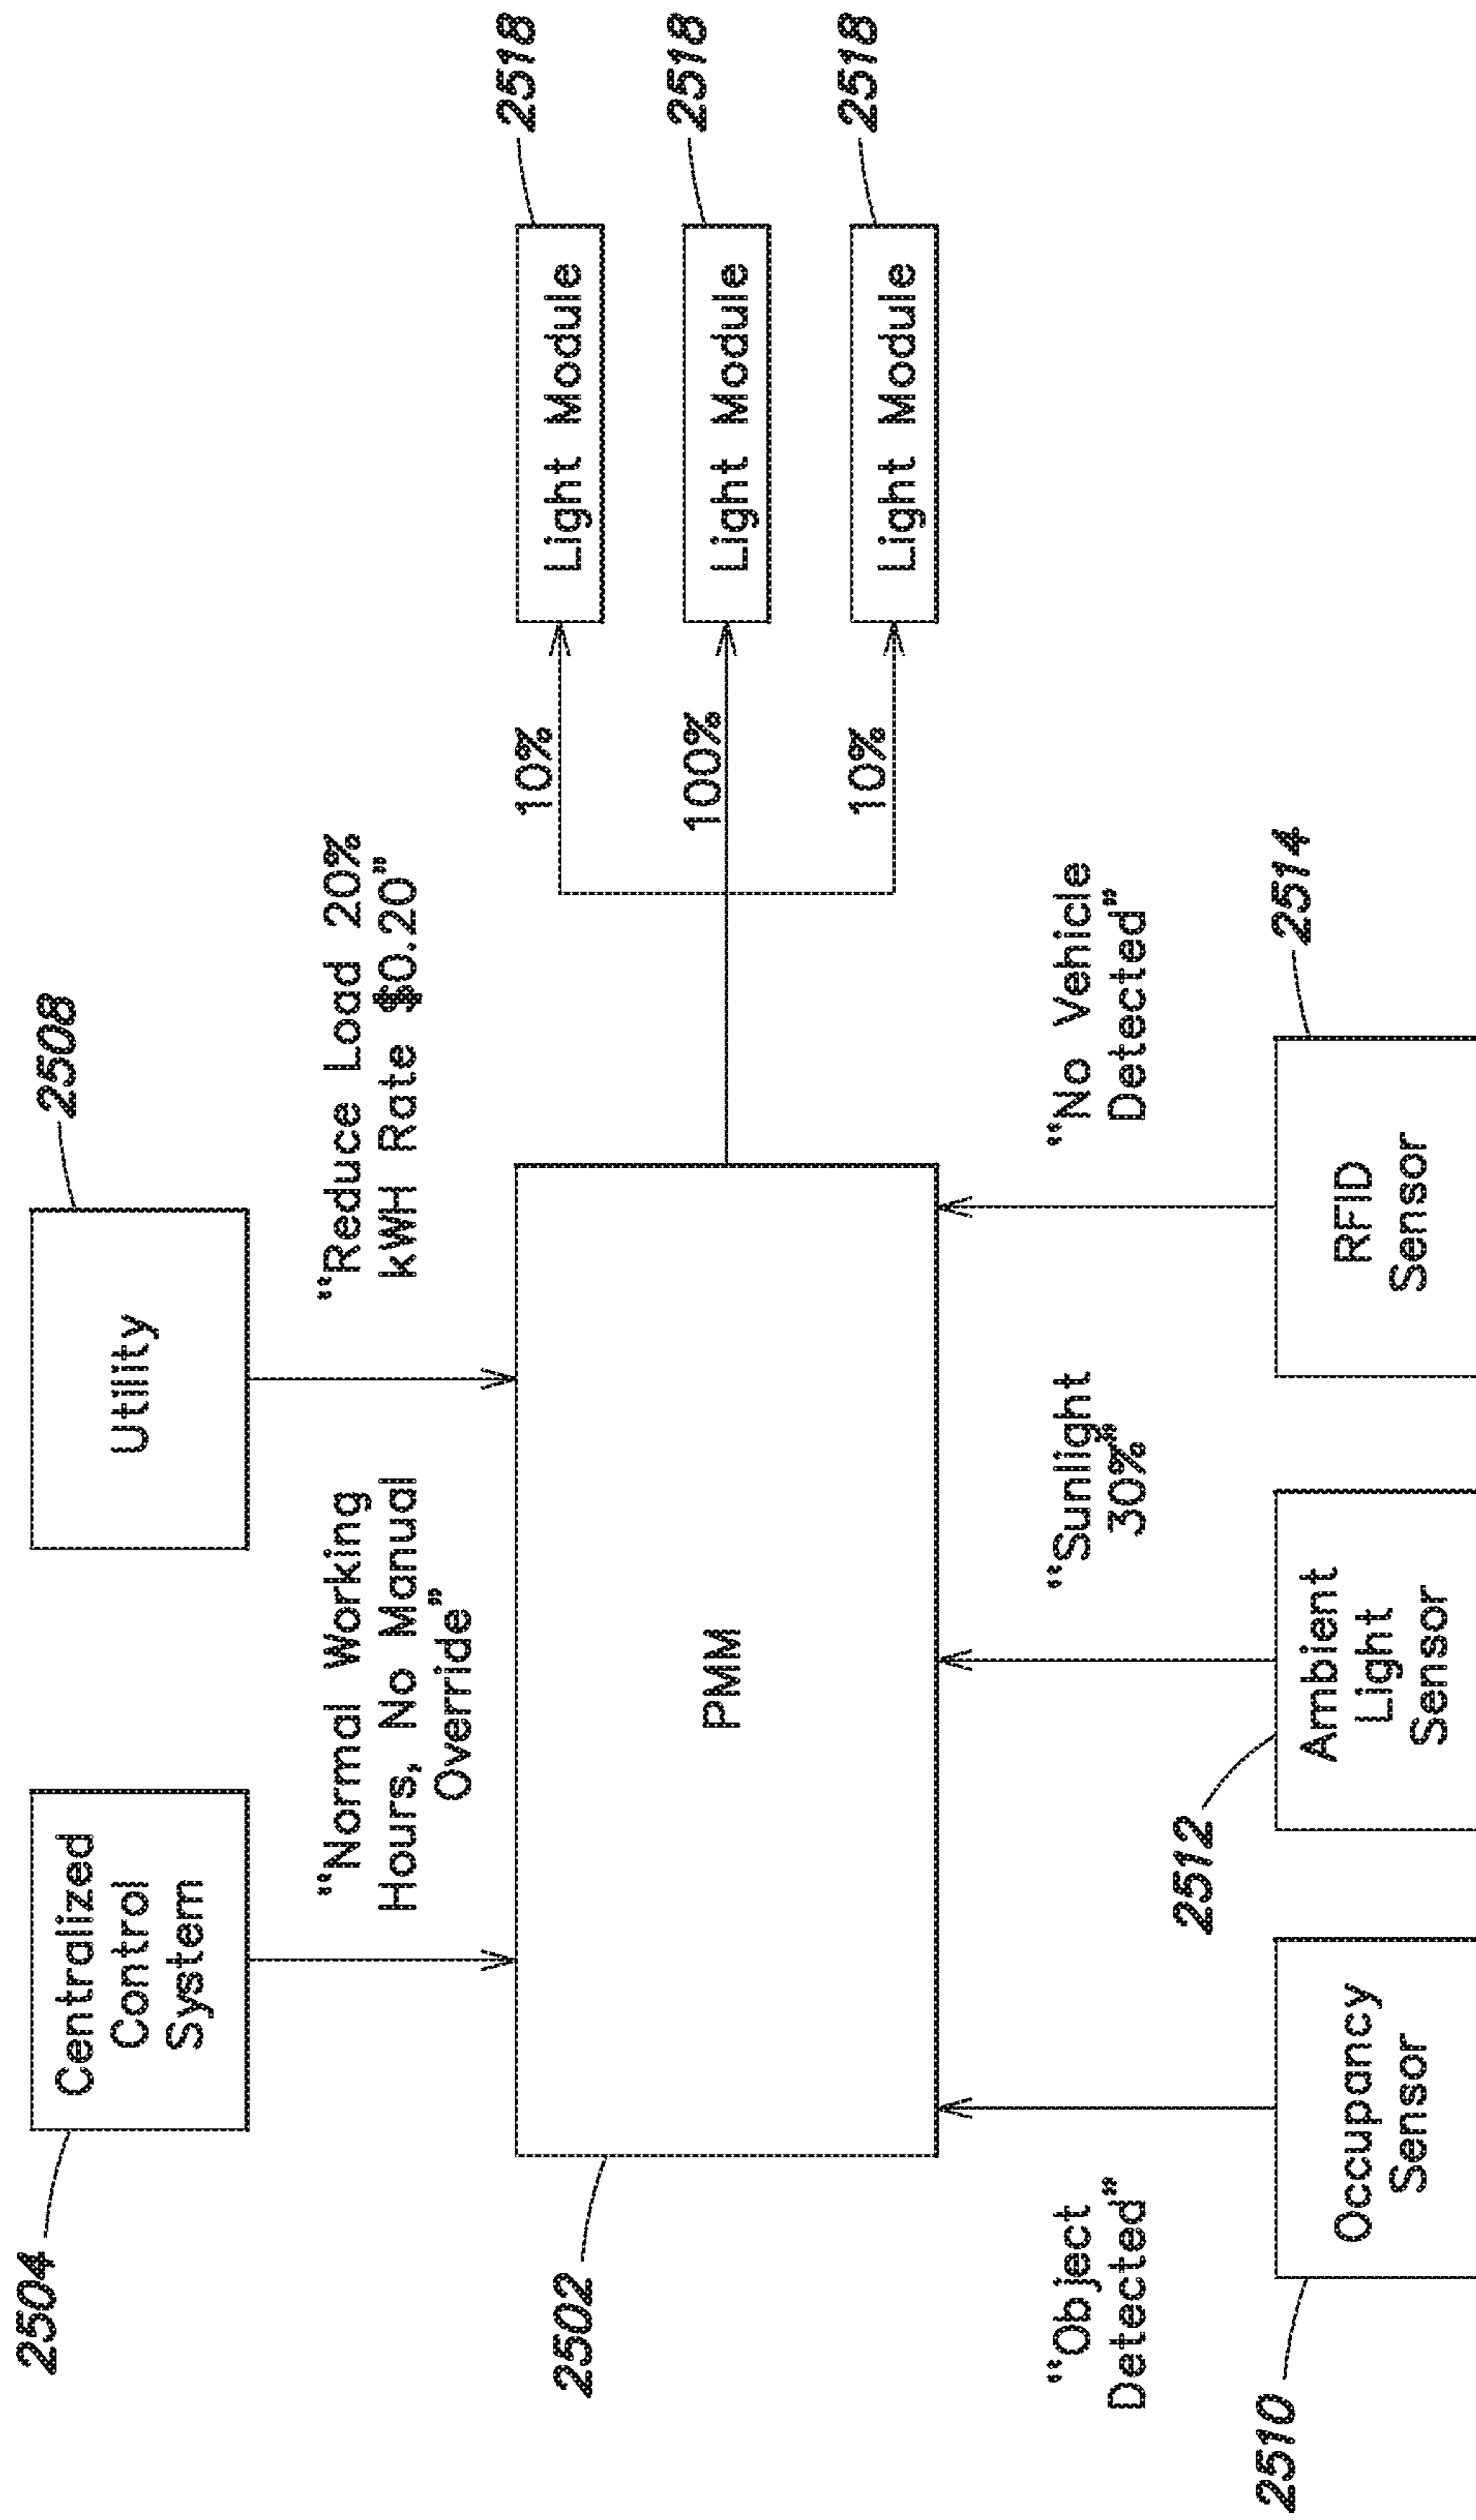 2504
Centralized
Control
System
Utility
2508
"Normal Working
Hours, No Manual
Override"
"Reduce Load 20%
kWH Rate $0.20"
2502
PMM
10%
Light Module
2518
100%
Light Module
2518
10%
Light Module
2518
"Object
Detected"
"Sunlight
30%"
"No Vehicle
Detected"
2510
Occupancy
Sensor
2512
Ambient
Light
Sensor
RFID
Sensor
2514